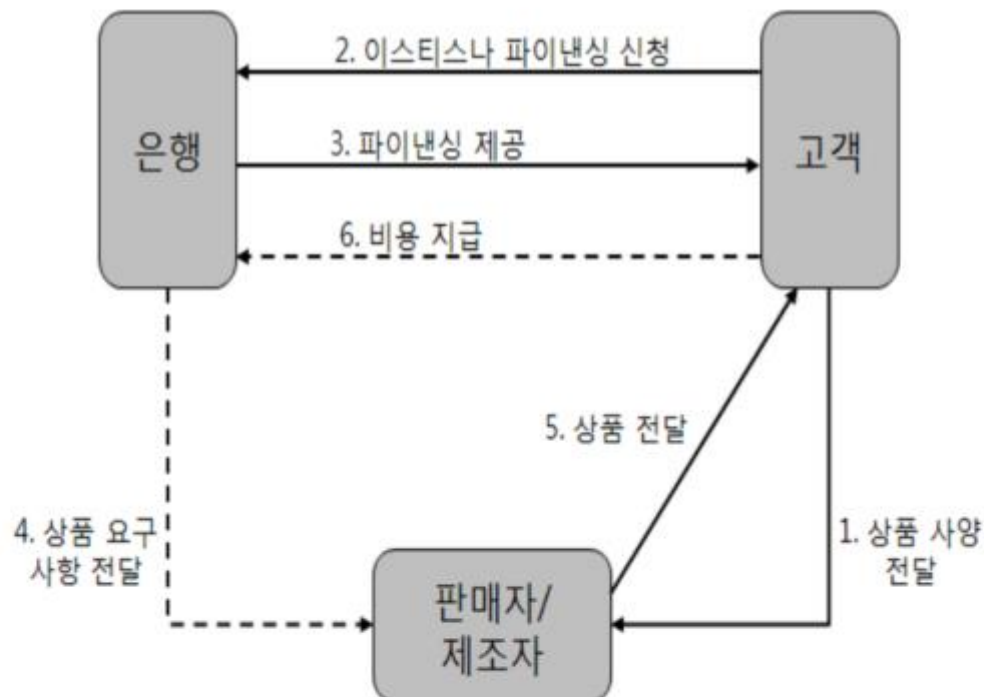 2. 이스티스나 파이낸싱 신청
은행
3. 파이낸싱 제공
고객
6. 비용 지급
5. 상품 전달
4. 상품 요구
사항 전달
1. 상품 사양
전달
판매자/
제조자